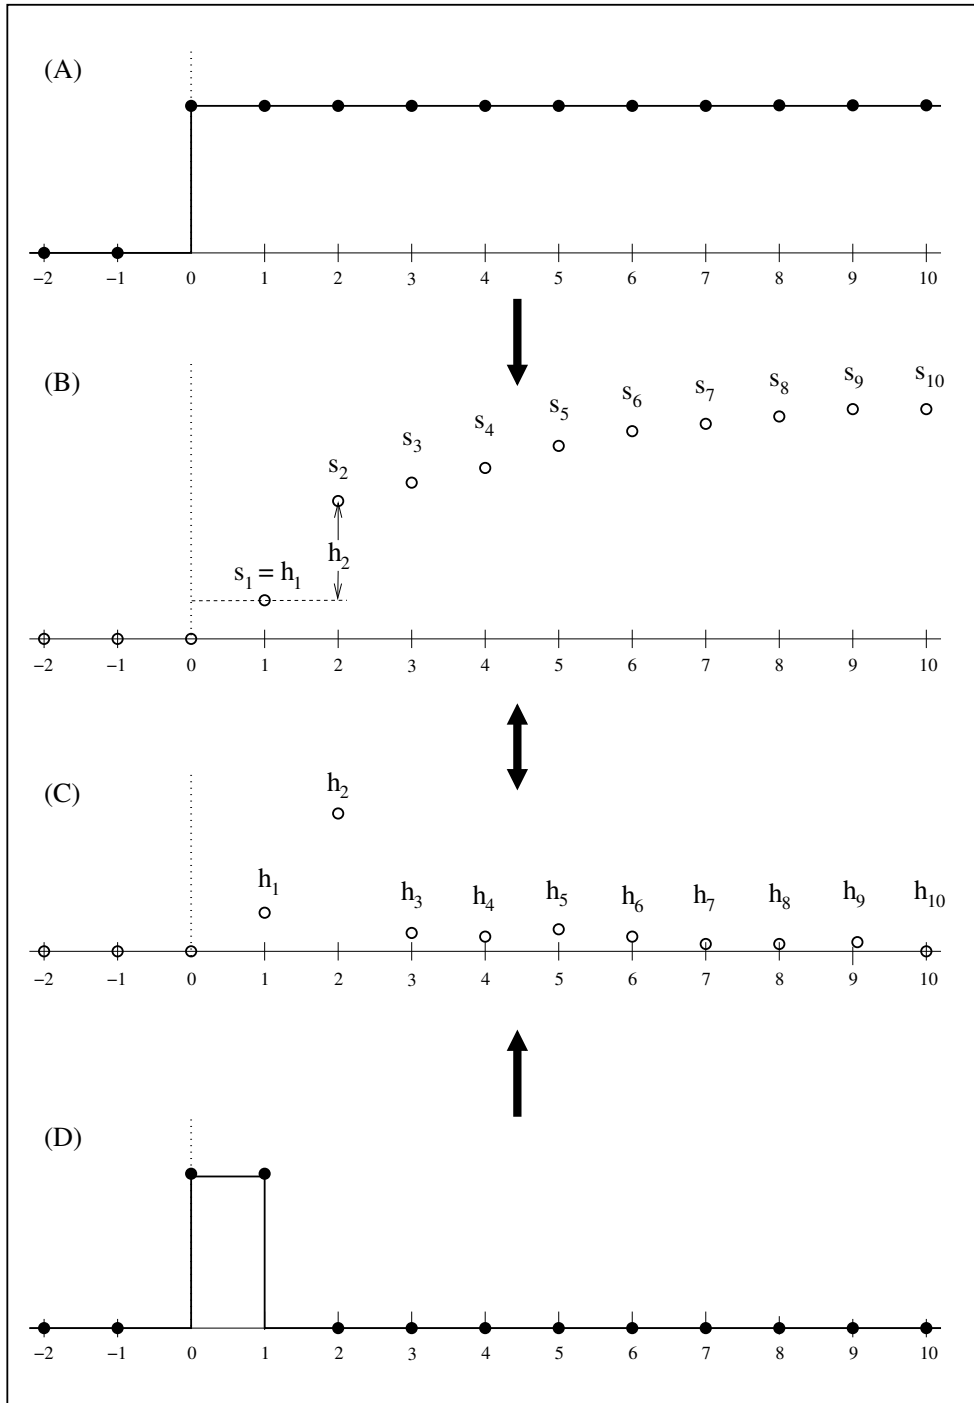 (A)
−2 −1 0 1 2 3 4 5 6 7 8 9 10
(B)
s₁ = h₁ s₂ s₃ s₄ s₅ s₆ s₇ s₈ s₉ s₁₀
h₂
−2 −1 0 1 2 3 4 5 6 7 8 9 10
(C)
h₁ h₂ h₃ h₄ h₅ h₆ h₇ h₈ h₉ h₁₀
−2 −1 0 1 2 3 4 5 6 7 8 9 10
(D)
−2 −1 0 1 2 3 4 5 6 7 8 9 10